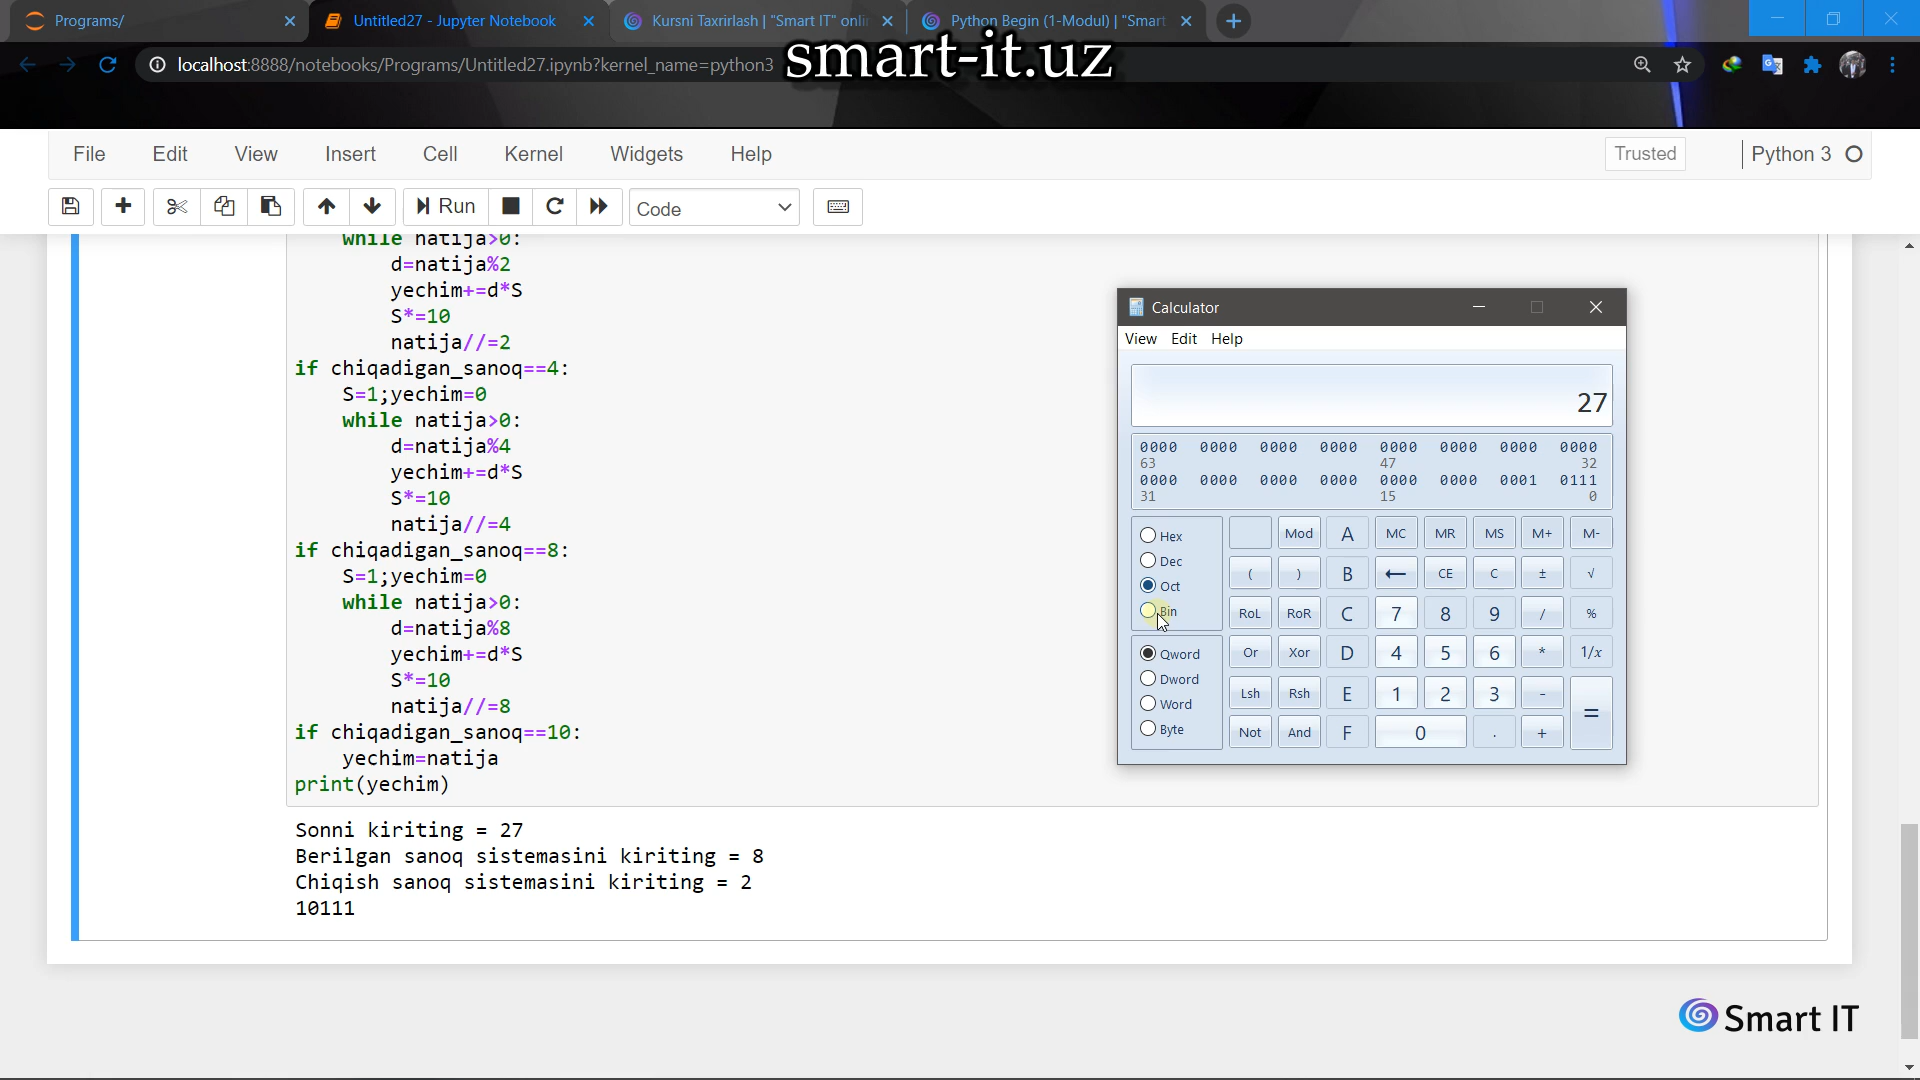 Programs/
Untitled27 - Jupyter Notebook
Kursni Taxrirlash | "Smart IT" onlin
Python Begin (1-Modul) | "Smart
localhost:8888/notebooks/Programs/Untitled27.ipynb?kernel_name=python3
smart-it.uz
File Edit View Insert Cell Kernel Widgets Help
Trusted
Python 3
Run
Code
while natija>0:
d=natija%2
yechim+=d*S
S*=10
natija//=2
if chiqadigan_sanoq==4:
S=1;yechim=0
while natija>0:
d=natija%4
yechim+=d*S
S*=10
natija//=4
if chiqadigan_sanoq==8:
S=1;yechim=0
while natija>0:
d=natija%8
yechim+=d*S
S*=10
natija//=8
if chiqadigan_sanoq==10:
yechim=natija
print(yechim)
Sonni kiriting = 27
Berilgan sanoq sistemasini kiriting = 8
Chiqish sanoq sistemasini kiriting = 2
10111
Calculator
View Edit Help
27
0000 0000 0000 0000 0000 0000 0000 0000
63 47 32
0000 0000 0000 0000 0000 0000 0001 0111
31 15 0
Hex
Dec
Oct
Bin
Qword
Dword
Word
Byte
Mod A MC MR MS M+ M-
( ) B ← CE C ± √
RoL RoR C 7 8 9 / %
Or Xor D 4 5 6 * 1/x
Lsh Rsh E 1 2 3 - =
Not And F 0 . +
Smart IT